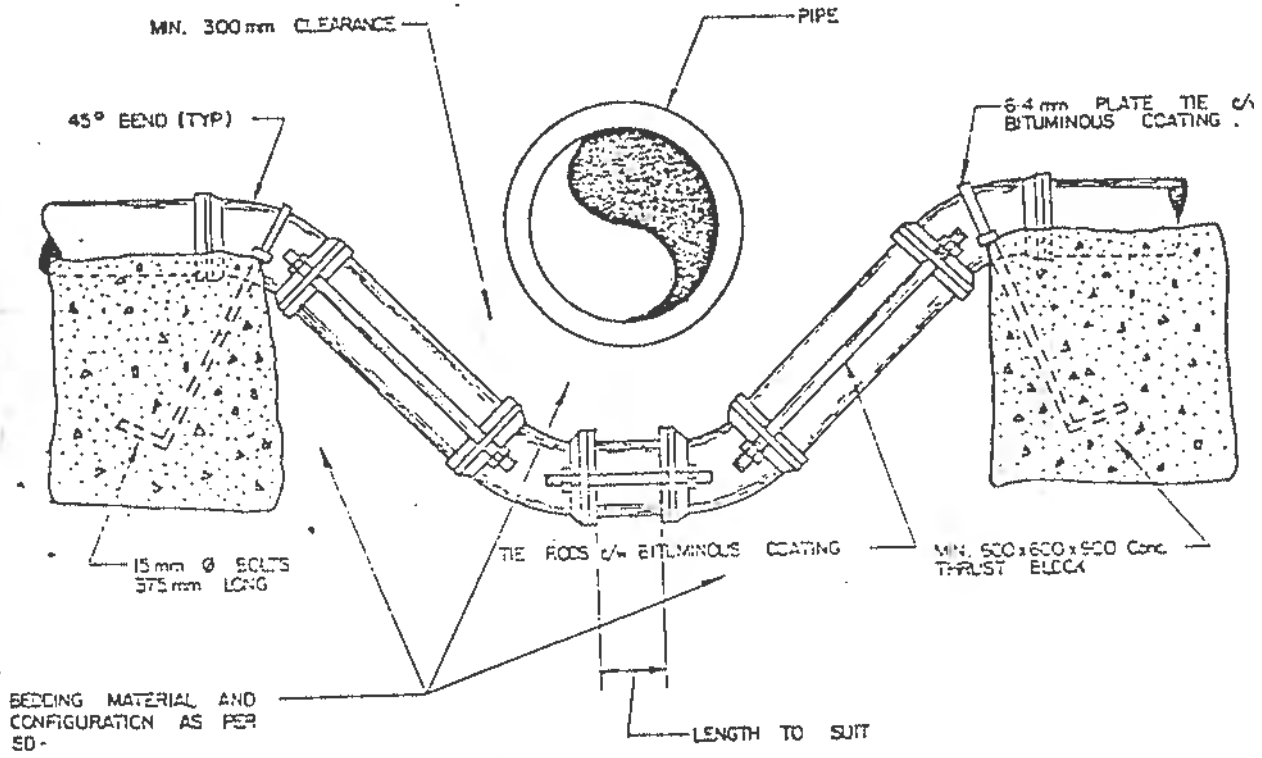 MIN. 300 mm CLEARANCE
PIPE
45° BEND (TYP)
6·4 mm PLATE TIE c/w
BITUMINOUS COATING .
15 mm Ø BOLTS
375 mm LONG
TIE RODS c/w BITUMINOUS COATING
MIN. 600 x 600 x 900 Conc.
THRUST BLOCK
BEDDING MATERIAL AND
CONFIGURATION AS PER
SD-
LENGTH TO SUIT